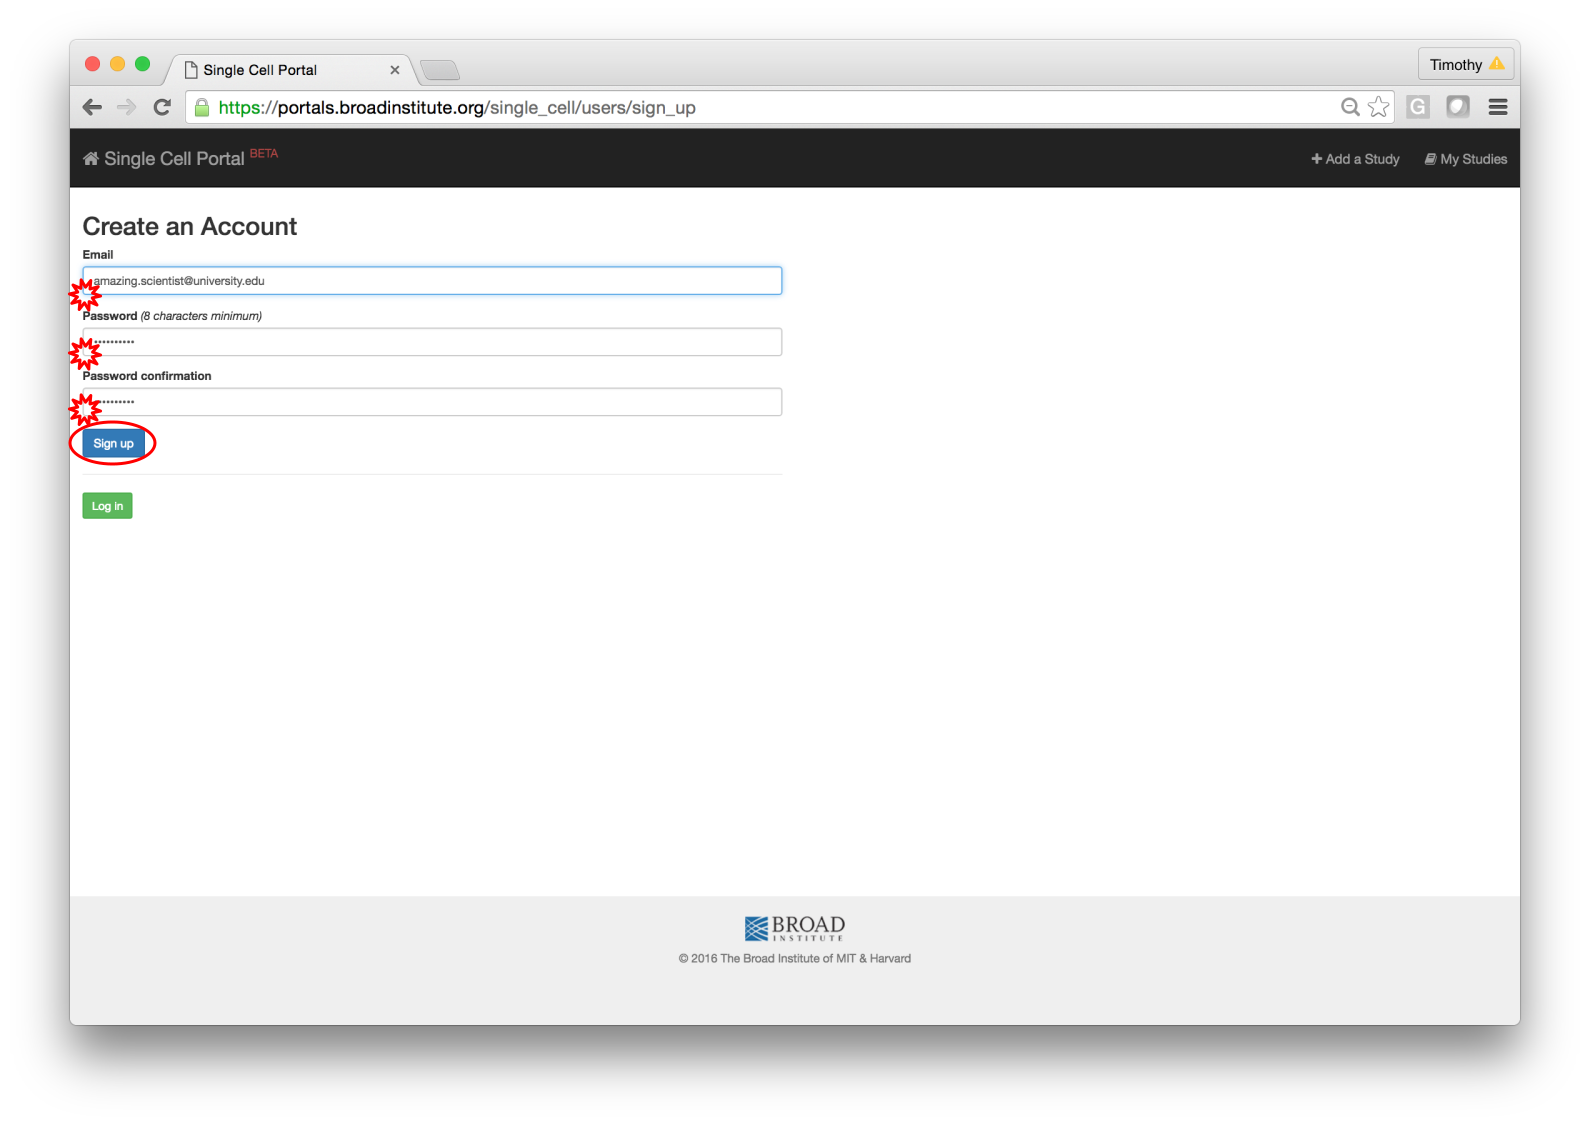 Single Cell Portal
Timothy
https://portals.broadinstitute.org/single_cell/users/sign_up
G
Single Cell Portal BETA
Add a Study
My Studies
Create an Account
Email
amazing.scientist@university.edu
Password (8 characters minimum)
Password confirmation
Sign up
Log in
BROAD
INSTITUTE
© 2016 The Broad Institute of MIT & Harvard